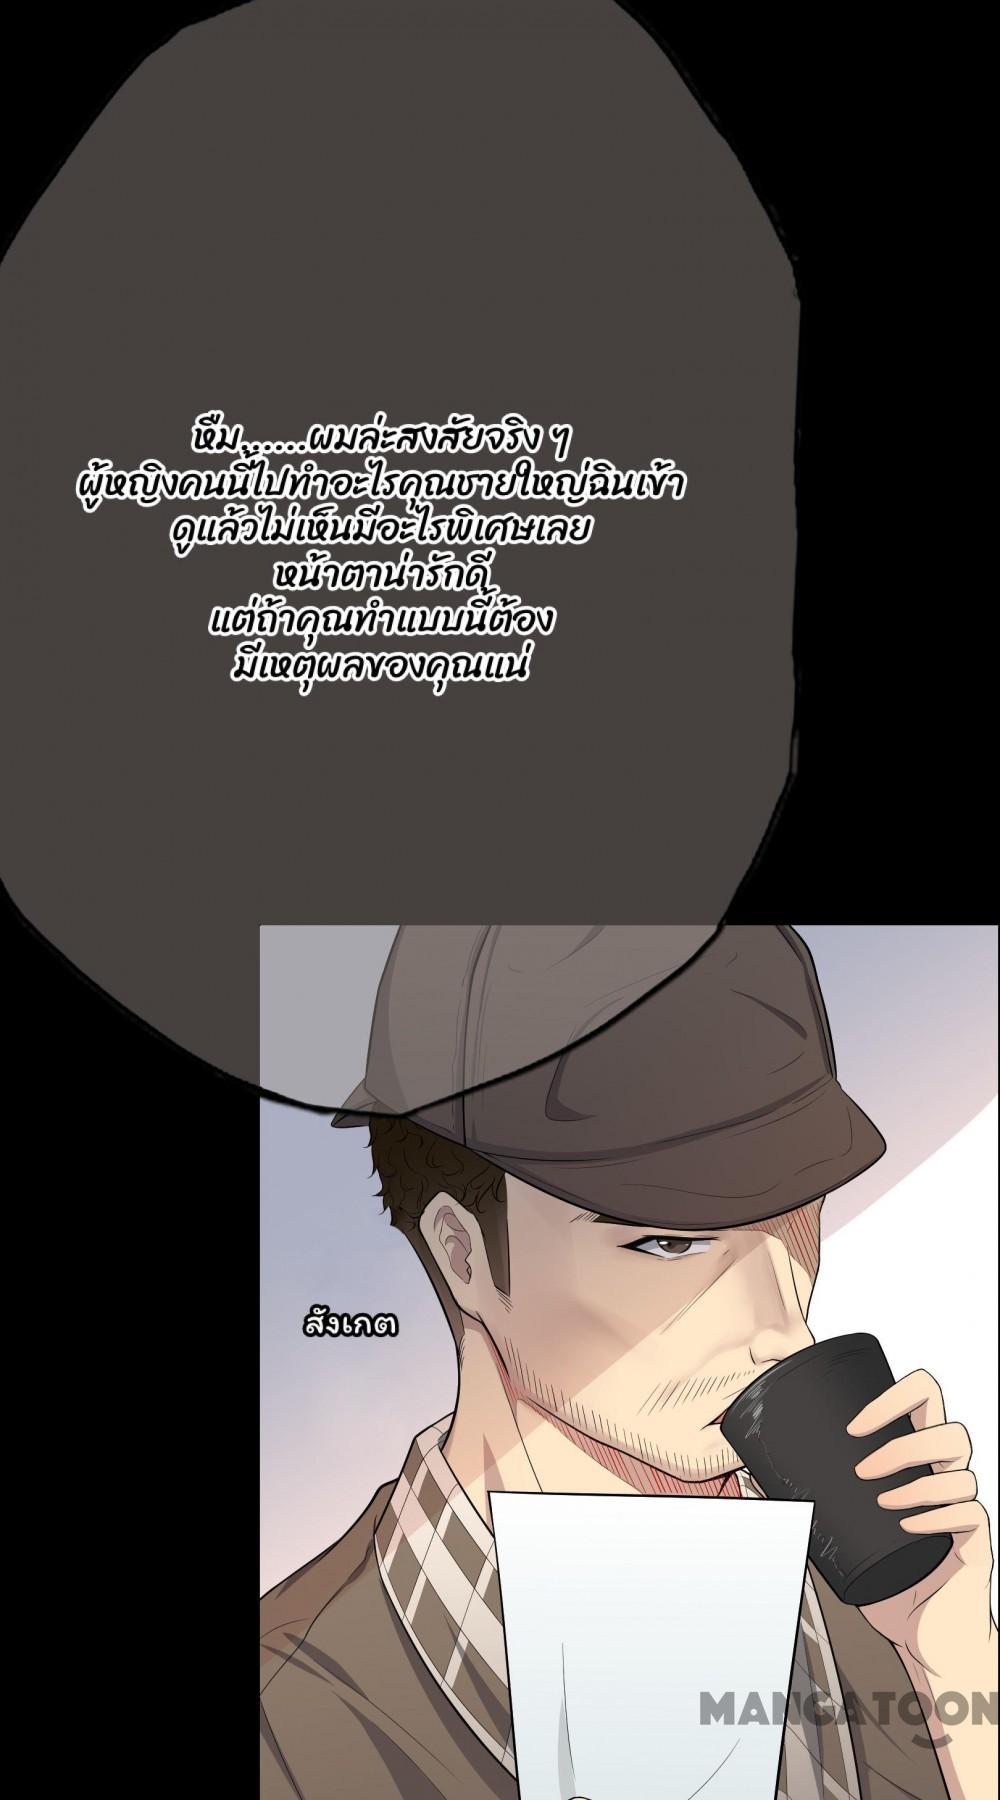 หืม......ผมล่ะสงสัยจริง ๆ
ผู้หญิงคนนี้ไปทำอะไรคุณชายใหญ่ฉินเข้า
ดูแล้วไม่เห็นมีอะไรพิเศษเลย
หน้าตาน่ารักดี
แต่ถ้าคุณทำแบบนี้ต้อง
มีเหตุผลของคุณแน่
สังเกต
MANGATOON